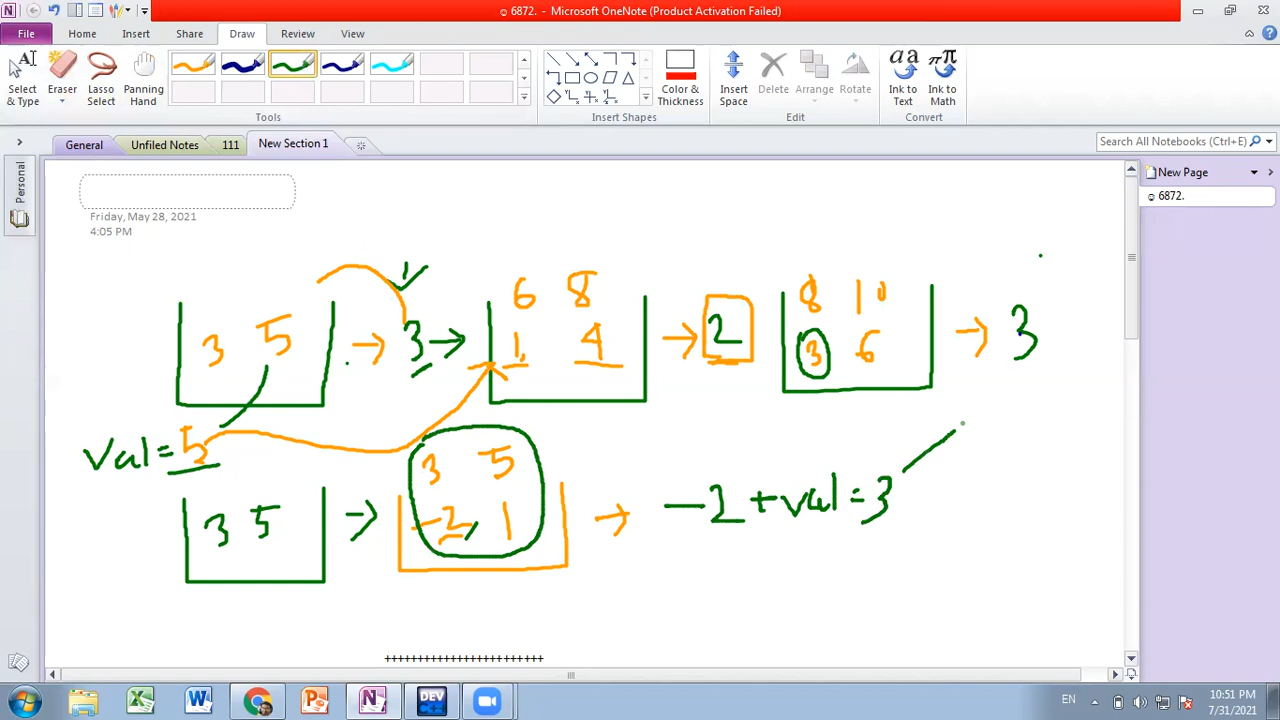 ☺ 6872. - Microsoft OneNote (Product Activation Failed)
File Home Insert Share Draw Review View
Select & Type
Eraser
Lasso Select
Panning Hand
Color & Thickness
Insert Space
Delete
Arrange
Rotate
Ink to Text
Ink to Math
Tools Insert Shapes Edit Convert
General Unfiled Notes 111 New Section 1
Search All Notebooks (Ctrl+E)
Personal
New Page
☺ 6872.
Friday, May 28, 2021
4:05 PM
6 8 8 10
3 5 → 3 → 1, 4 → 2 3 6 → 3
Val = 5
3 5
3 5 → -2, 1 → -2 + val = 3
++++++++++++++++++++++++
EN
10:51 PM
7/31/2021